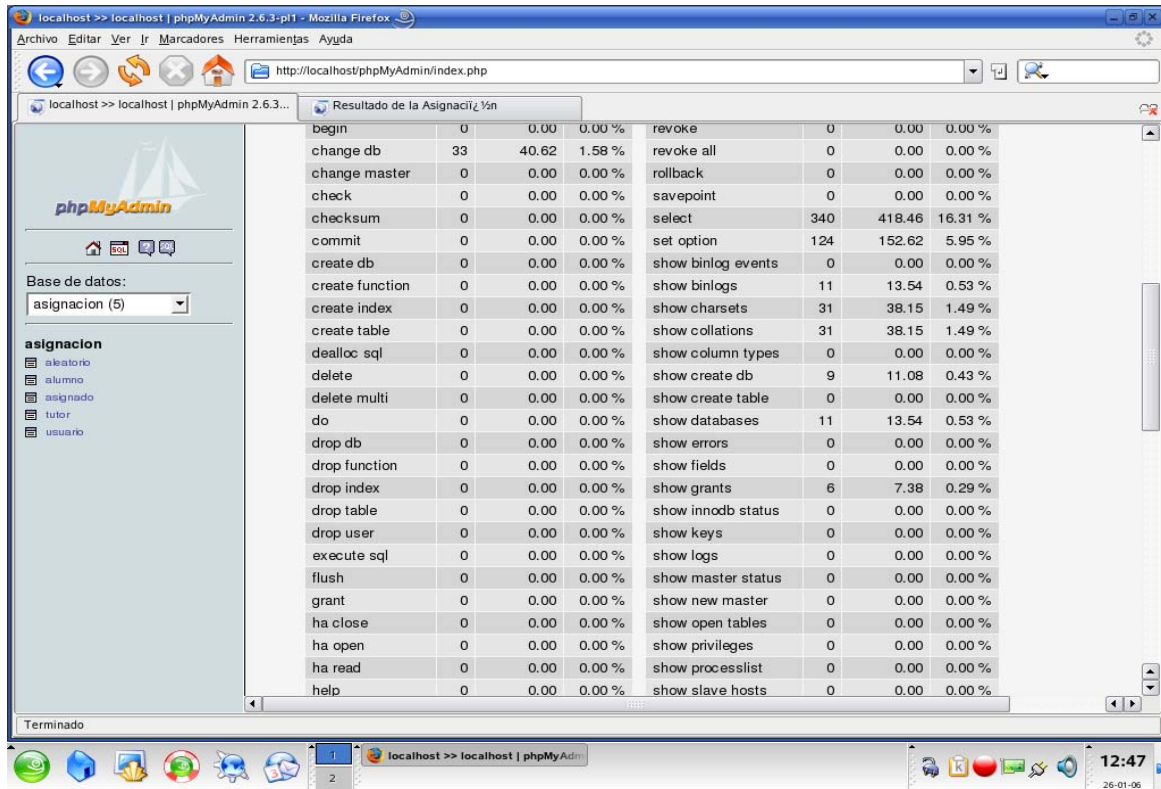 localhost >> localhost | phpMyAdmin 2.6.3-pl1 - Mozilla Firefox
Archivo Editar Ver Ir Marcadores Herramientas Ayuda
http://localhost/phpMyAdmin/index.php
localhost >> localhost | phpMyAdmin 2.6.3... Resultado de la Asignaciï¿½n
phpMyAdmin
SQL
Base de datos:
asignacion (5)
asignacion
aleatorio
alumno
asignado
tutor
usuario
begin 0 0.00 0.00 % revoke 0 0.00 0.00 %
change db 33 40.62 1.58 % revoke all 0 0.00 0.00 %
change master 0 0.00 0.00 % rollback 0 0.00 0.00 %
check 0 0.00 0.00 % savepoint 0 0.00 0.00 %
checksum 0 0.00 0.00 % select 340 418.46 16.31 %
commit 0 0.00 0.00 % set option 124 152.62 5.95 %
create db 0 0.00 0.00 % show binlog events 0 0.00 0.00 %
create function 0 0.00 0.00 % show binlogs 11 13.54 0.53 %
create index 0 0.00 0.00 % show charsets 31 38.15 1.49 %
create table 0 0.00 0.00 % show collations 31 38.15 1.49 %
dealloc sql 0 0.00 0.00 % show column types 0 0.00 0.00 %
delete 0 0.00 0.00 % show create db 9 11.08 0.43 %
delete multi 0 0.00 0.00 % show create table 0 0.00 0.00 %
do 0 0.00 0.00 % show databases 11 13.54 0.53 %
drop db 0 0.00 0.00 % show errors 0 0.00 0.00 %
drop function 0 0.00 0.00 % show fields 0 0.00 0.00 %
drop index 0 0.00 0.00 % show grants 6 7.38 0.29 %
drop table 0 0.00 0.00 % show innodb status 0 0.00 0.00 %
drop user 0 0.00 0.00 % show keys 0 0.00 0.00 %
execute sql 0 0.00 0.00 % show logs 0 0.00 0.00 %
flush 0 0.00 0.00 % show master status 0 0.00 0.00 %
grant 0 0.00 0.00 % show new master 0 0.00 0.00 %
ha close 0 0.00 0.00 % show open tables 0 0.00 0.00 %
ha open 0 0.00 0.00 % show privileges 0 0.00 0.00 %
ha read 0 0.00 0.00 % show processlist 0 0.00 0.00 %
help 0 0.00 0.00 % show slave hosts 0 0.00 0.00 %
Terminado
1
2
localhost >> localhost | phpMyAdm
12:47
26-01-06